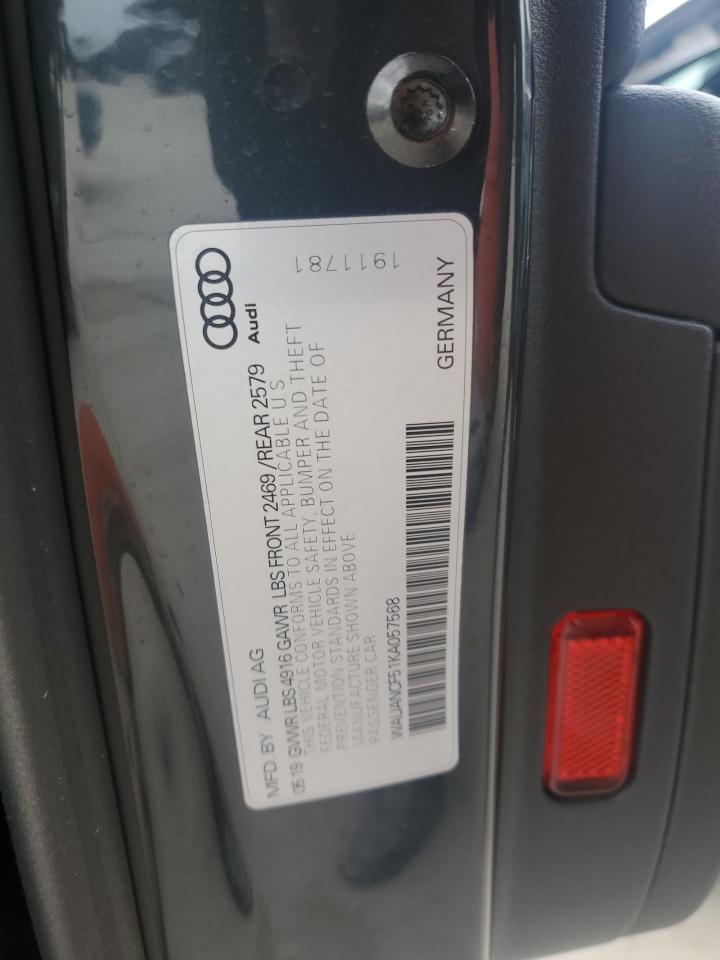 MFD. BY AUDI AG
05 19 GVWR LBS 4916 GAWR LBS FRONT 2469 / REAR 2579
THIS VEHICLE CONFORMS TO ALL APPLICABLE U.S.
FEDERAL MOTOR VEHICLE SAFETY, BUMPER AND THEFT
PREVENTION STANDARDS IN EFFECT ON THE DATE OF
MANUFACTURE SHOWN ABOVE
PASSENGER CAR
WAUANCF51KA057568
Audi
1911781
GERMANY